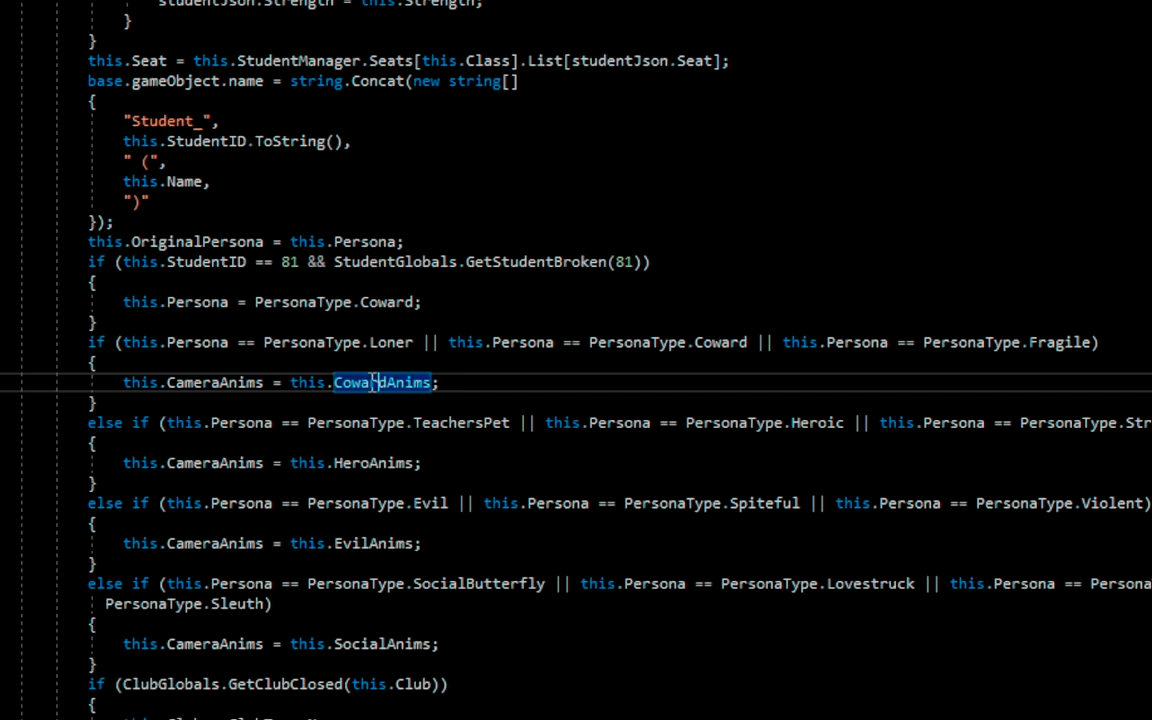 studentJson.Strength = this.Strength;
}
}
this.Seat = this.StudentManager.Seats[this.Class].List[studentJson.Seat];
base.gameObject.name = string.Concat(new string[]
{
"Student_",
this.StudentID.ToString(),
" (",
this.Name,
")"
});
this.OriginalPersona = this.Persona;
if (this.StudentID == 81 && StudentGlobals.GetStudentBroken(81))
{
this.Persona = PersonaType.Coward;
}
if (this.Persona == PersonaType.Loner || this.Persona == PersonaType.Coward || this.Persona == PersonaType.Fragile)
{
this.CameraAnims = this.CowardAnims;
}
else if (this.Persona == PersonaType.TeachersPet || this.Persona == PersonaType.Heroic || this.Persona == PersonaType.Str
{
this.CameraAnims = this.HeroAnims;
}
else if (this.Persona == PersonaType.Evil || this.Persona == PersonaType.Spiteful || this.Persona == PersonaType.Violent)
{
this.CameraAnims = this.EvilAnims;
}
else if (this.Persona == PersonaType.SocialButterfly || this.Persona == PersonaType.Lovestruck || this.Persona == Persona
PersonaType.Sleuth)
{
this.CameraAnims = this.SocialAnims;
}
if (ClubGlobals.GetClubClosed(this.Club))
{